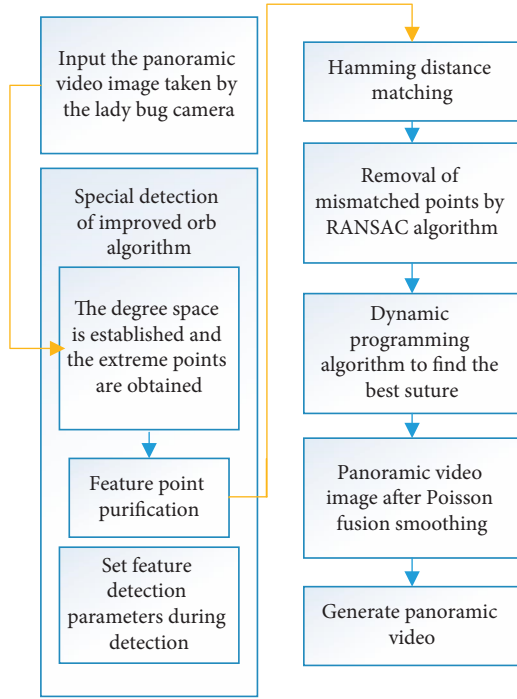 Input the panoramic
video image taken by
the lady bug camera
Special detection
of improved orb
algorithm
The degree space
is established and
the extreme points
are obtained
Feature point
purification
Set feature
detection
parameters during
detection
Hamming distance
matching
Removal of
mismatched points by
RANSAC algorithm
Dynamic
programming
algorithm to find the
best suture
Panoramic video
image after Poisson
fusion smoothing
Generate panoramic
video